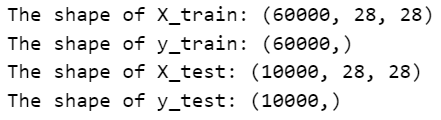 The shape of X_train: (60000, 28, 28)
The shape of y_train: (60000,)
The shape of X_test: (10000, 28, 28)
The shape of y_test: (10000,)